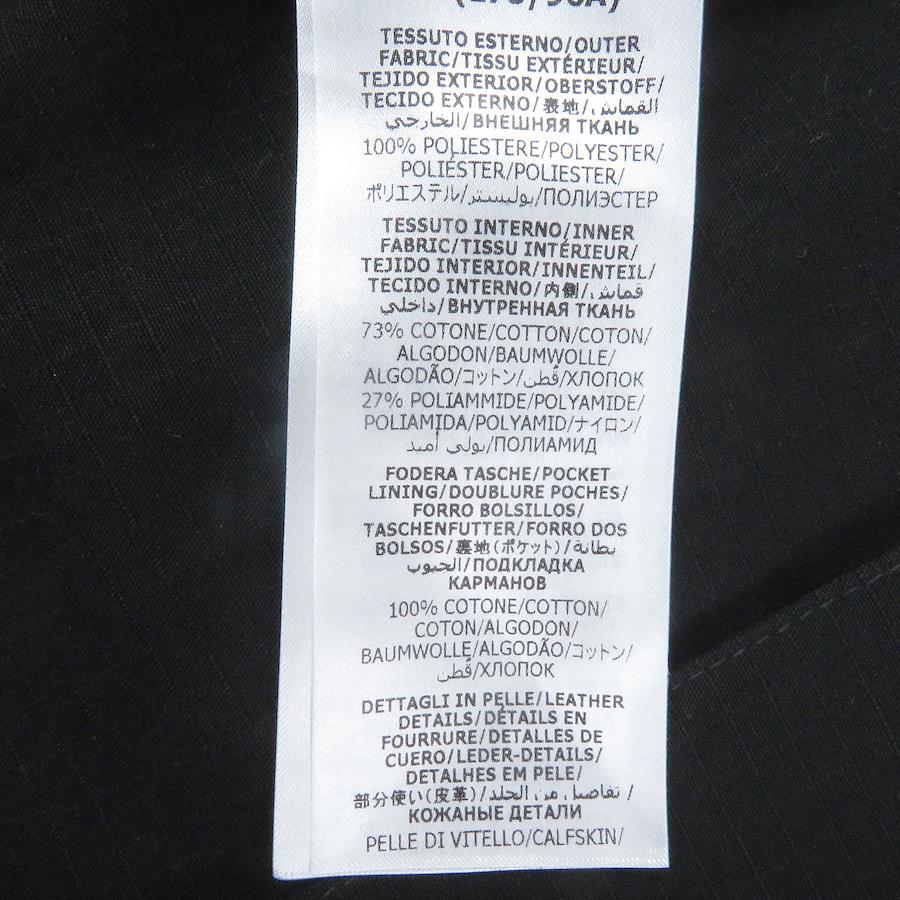 TESSUTO ESTERNO/OUTER
FABRIC/TISSU EXTÉRIEUR/
TEJIDO EXTERIOR/OBERSTOFF/
TECIDO EXTERNO/表地/القماش
الخارجي/ВНЕШНЯЯ ТКАНЬ
100% POLIESTERE/POLYESTER/
POLIÉSTER/POLIESTER/
ポリエステル/بوليستر/ПОЛИЭСТЕР
TESSUTO INTERNO/INNER
FABRIC/TISSU INTÉRIEUR/
TEJIDO INTERIOR/INNENTEIL/
TECIDO INTERNO/内側/قماش
داخلي/ВНУТРЕННАЯ ТКАНЬ
73% COTONE/COTTON/COTON/
ALGODON/BAUMWOLLE/
ALGODÃO/コットン/قطن/ХЛОПОК
27% POLIAMMIDE/POLYAMIDE/
POLIAMIDA/POLYAMID/ナイロン/
بولي أميد/ПОЛИАМИД
FODERA TASCHE/POCKET
LINING/DOUBLURE POCHES/
FORRO BOLSILLOS/
TASCHENFUTTER/FORRO DOS
BOLSOS/裏地(ポケット)/بطانة
الجيوب/ПОДКЛАДКА
КАРМАНОВ
100% COTONE/COTTON/
COTON/ALGODON/
BAUMWOLLE/ALGODÃO/コットン/
قطن/ХЛОПОК
DETTAGLI IN PELLE/LEATHER
DETAILS/DÉTAILS EN
FOURRURE/DETALLES DE
CUERO/LEDER-DETAILS/
DETALHES EM PELE/
部分使い(皮革)/تفاصيل من الجلد/
КОЖАНЫЕ ДЕТАЛИ
PELLE DI VITELLO/CALFSKIN/